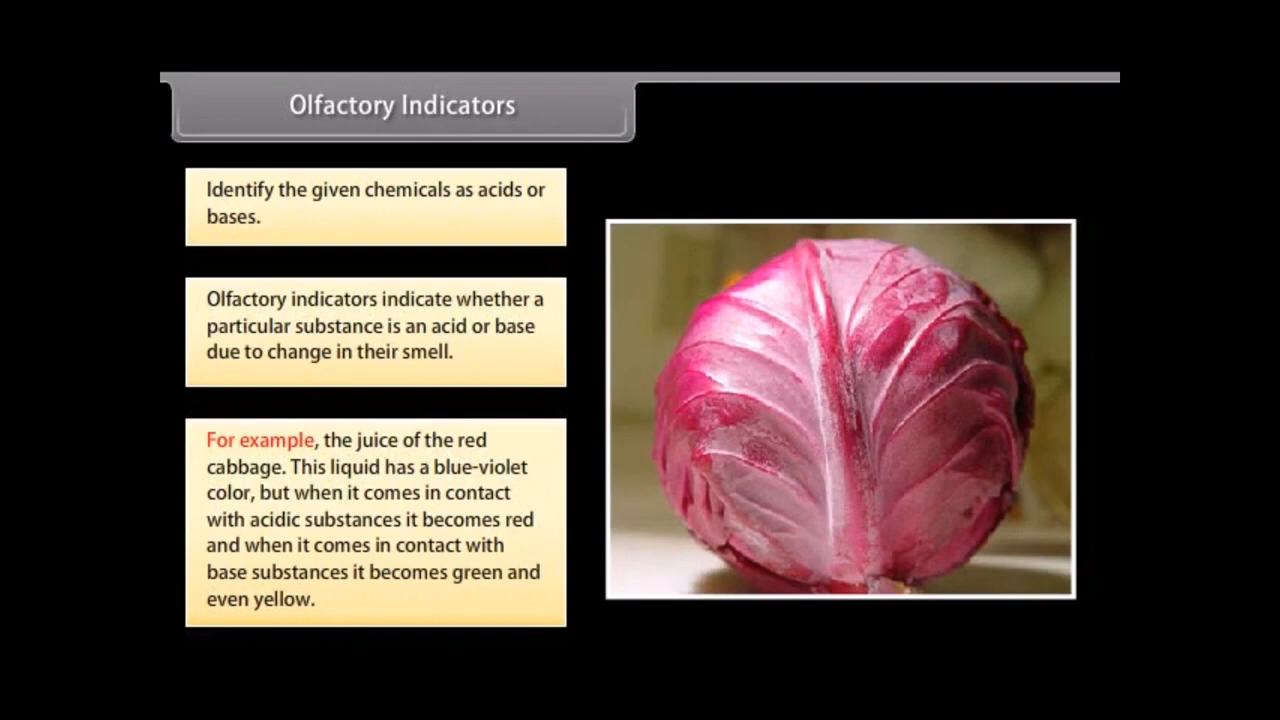 Olfactory Indicators
Identify the given chemicals as acids or
bases.
Olfactory indicators indicate whether a
particular substance is an acid or base
due to change in their smell.
For example, the juice of the red
cabbage. This liquid has a blue-violet
color, but when it comes in contact
with acidic substances it becomes red
and when it comes in contact with
base substances it becomes green and
even yellow.